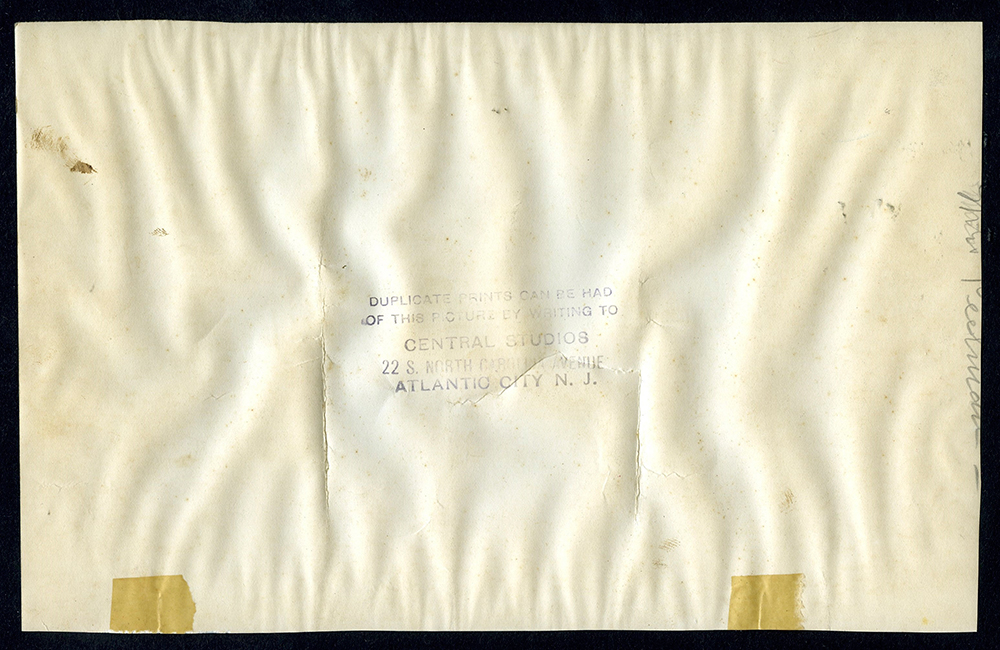 DUPLICATE PRINTS CAN BE HAD
OF THIS PICTURE BY WRITING TO
CENTRAL STUDIOS
22 S. NORTH CAROLINA AVENUE
ATLANTIC CITY N. J.